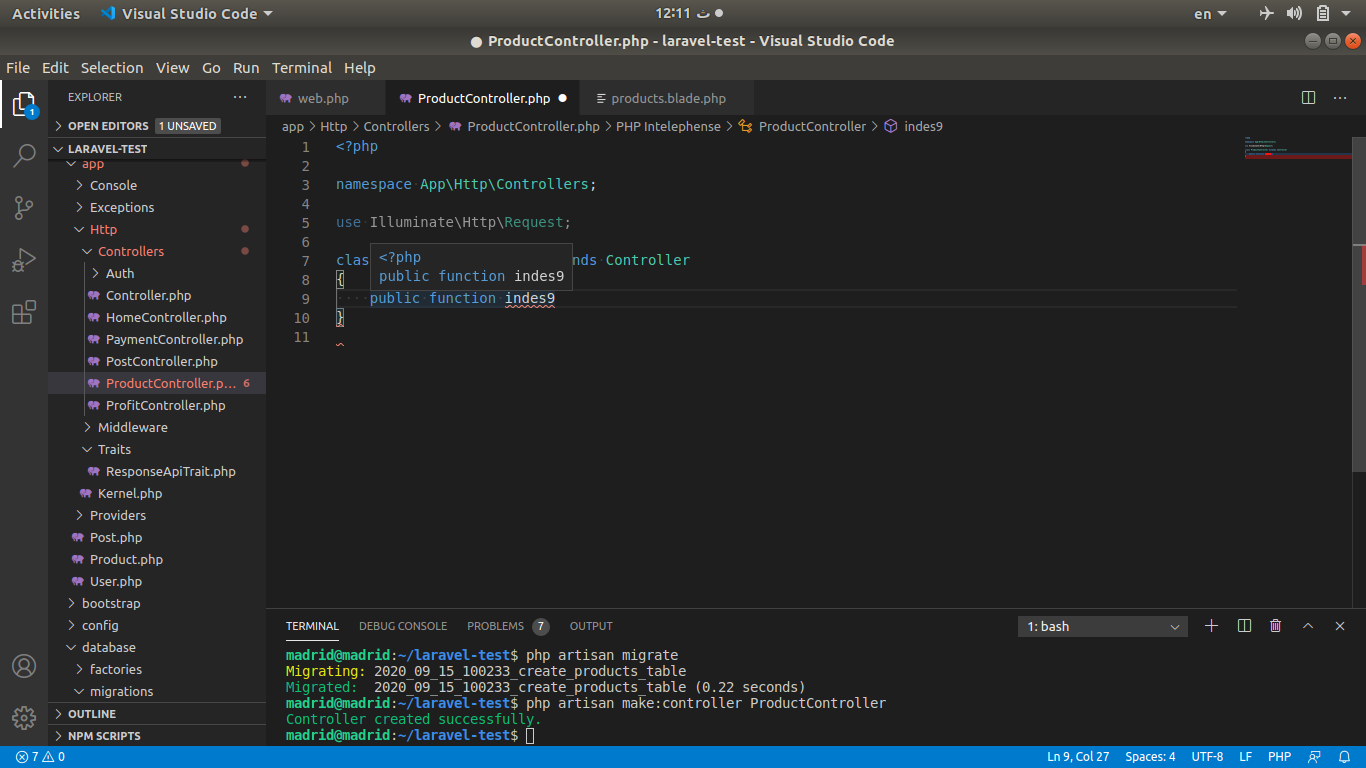 Activities
Visual Studio Code
12:11 ث
en
ProductController.php - laravel-test - Visual Studio Code
File Edit Selection View Go Run Terminal Help
1
EXPLORER
OPEN EDITORS 1 UNSAVED
LARAVEL-TEST
app
Console
Exceptions
Http
Controllers
Auth
Controller.php
HomeController.php
PaymentController.php
PostController.php
ProductController.p... 6
ProfitController.php
Middleware
Traits
ResponseApiTrait.php
Kernel.php
Providers
Post.php
Product.php
User.php
bootstrap
config
database
factories
migrations
OUTLINE
NPM SCRIPTS
web.php
ProductController.php
products.blade.php
app > Http > Controllers > ProductController.php > PHP Intelephense > ProductController > indes9
1 <?php
2
3 namespace App\Http\Controllers;
4
5 use Illuminate\Http\Request;
6
7 clas nds Controller
<?php
public function indes9
8 {
9 public function indes9
10 }
11
TERMINAL DEBUG CONSOLE PROBLEMS 7 OUTPUT
1: bash
madrid@madrid:~/laravel-test$ php artisan migrate
Migrating: 2020_09_15_100233_create_products_table
Migrated: 2020_09_15_100233_create_products_table (0.22 seconds)
madrid@madrid:~/laravel-test$ php artisan make:controller ProductController
Controller created successfully.
madrid@madrid:~/laravel-test$
7 0
Ln 9, Col 27
Spaces: 4
UTF-8
LF
PHP